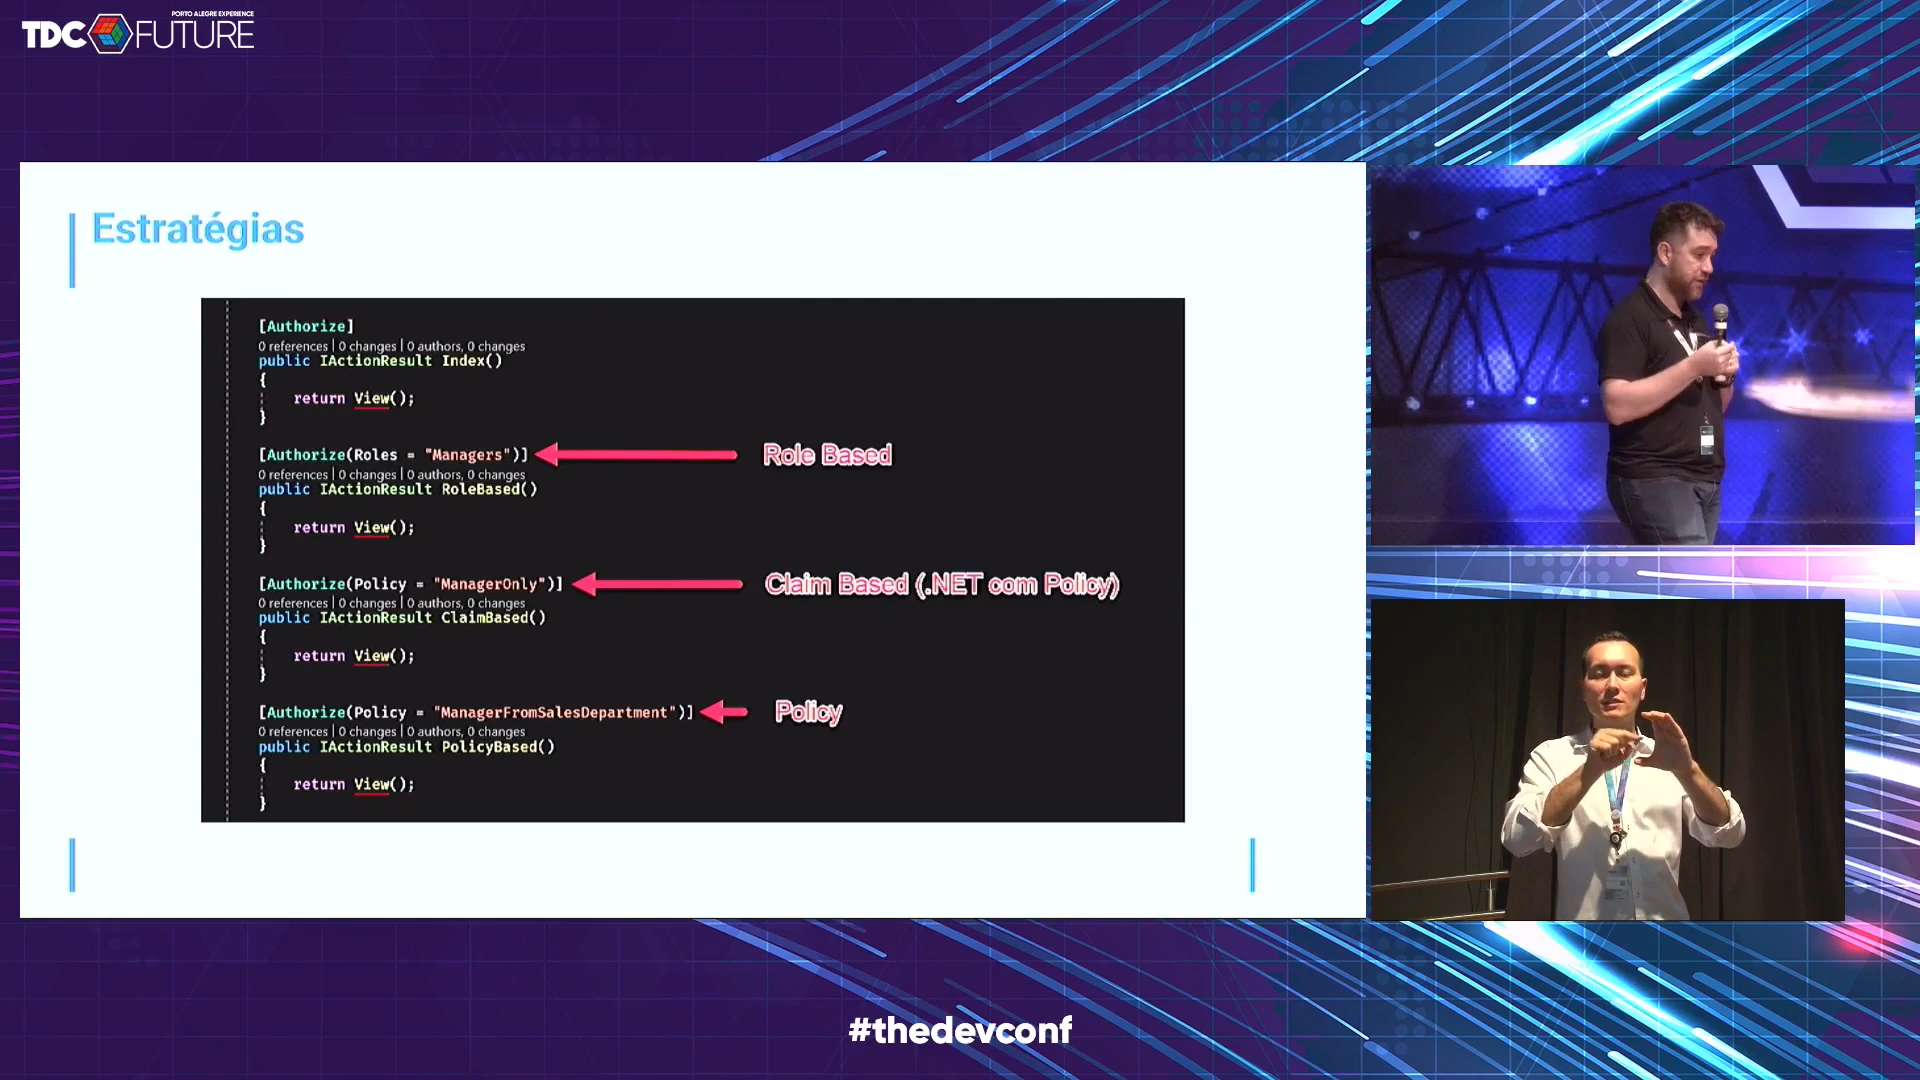 PORTO ALEGRE EXPERIENCE
TDC FUTURE
Estratégias
[Authorize]
0 references | 0 changes | 0 authors, 0 changes
public IActionResult Index()
{
return View();
}
[Authorize(Roles = "Managers")]
Role Based
0 references | 0 changes | 0 authors, 0 changes
public IActionResult RoleBased()
{
return View();
}
[Authorize(Policy = "ManagerOnly")]
Claim Based (.NET com Policy)
0 references | 0 changes | 0 authors, 0 changes
public IActionResult ClaimBased()
{
return View();
}
[Authorize(Policy = "ManagerFromSalesDepartment")]
Policy
0 references | 0 changes | 0 authors, 0 changes
public IActionResult PolicyBased()
{
return View();
}
#thedevconf